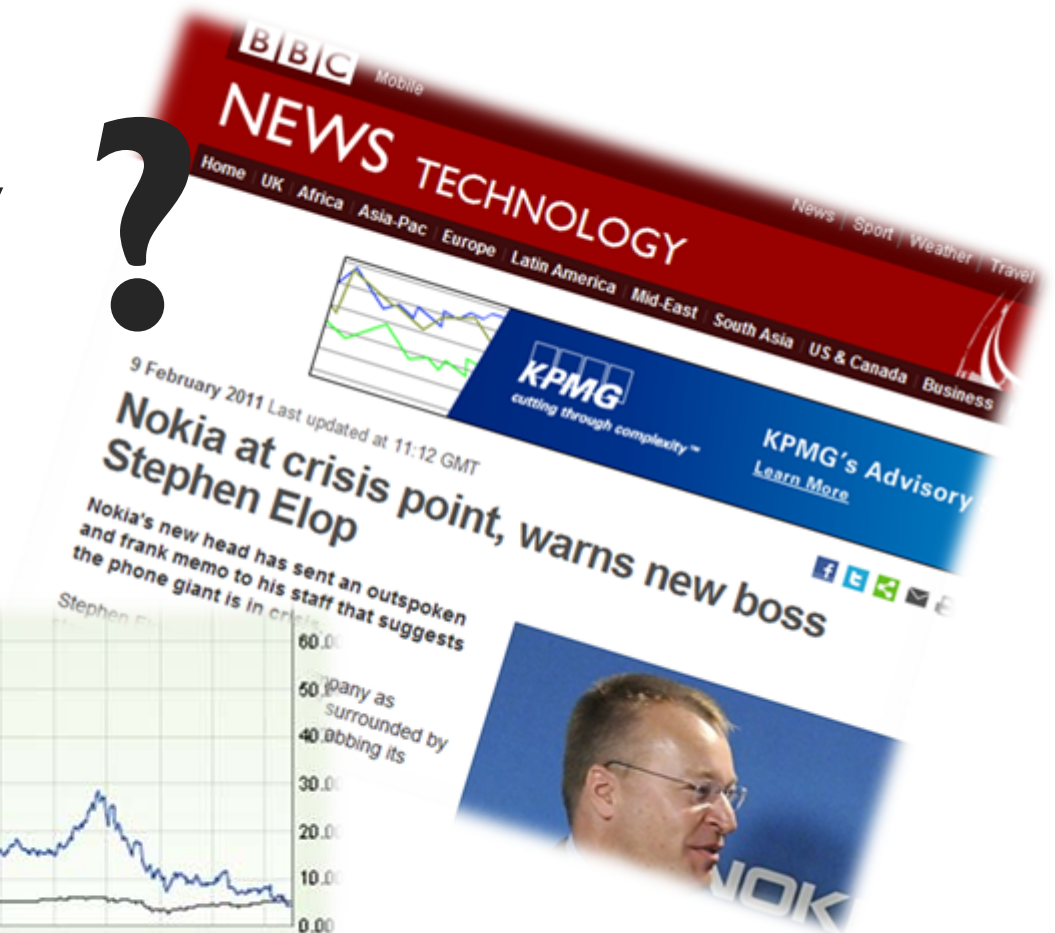 ?
BBC Mobile
NEWS TECHNOLOGY
News Sport Weather Travel
Home UK Africa Asia-Pac Europe Latin America Mid-East South Asia US & Canada Business
KPMG
cutting through complexity™
KPMG's Advisory
Learn More
9 February 2011 Last updated at 11:12 GMT
Nokia at crisis point, warns new boss
Stephen Elop
Nokia's new head has sent an outspoken
and frank memo to his staff that suggests
the phone giant is in crisis.
Stephen
as
surrounded by
its
NOK
60.00
50.
40.
30.00
20.00
10.00
0.00